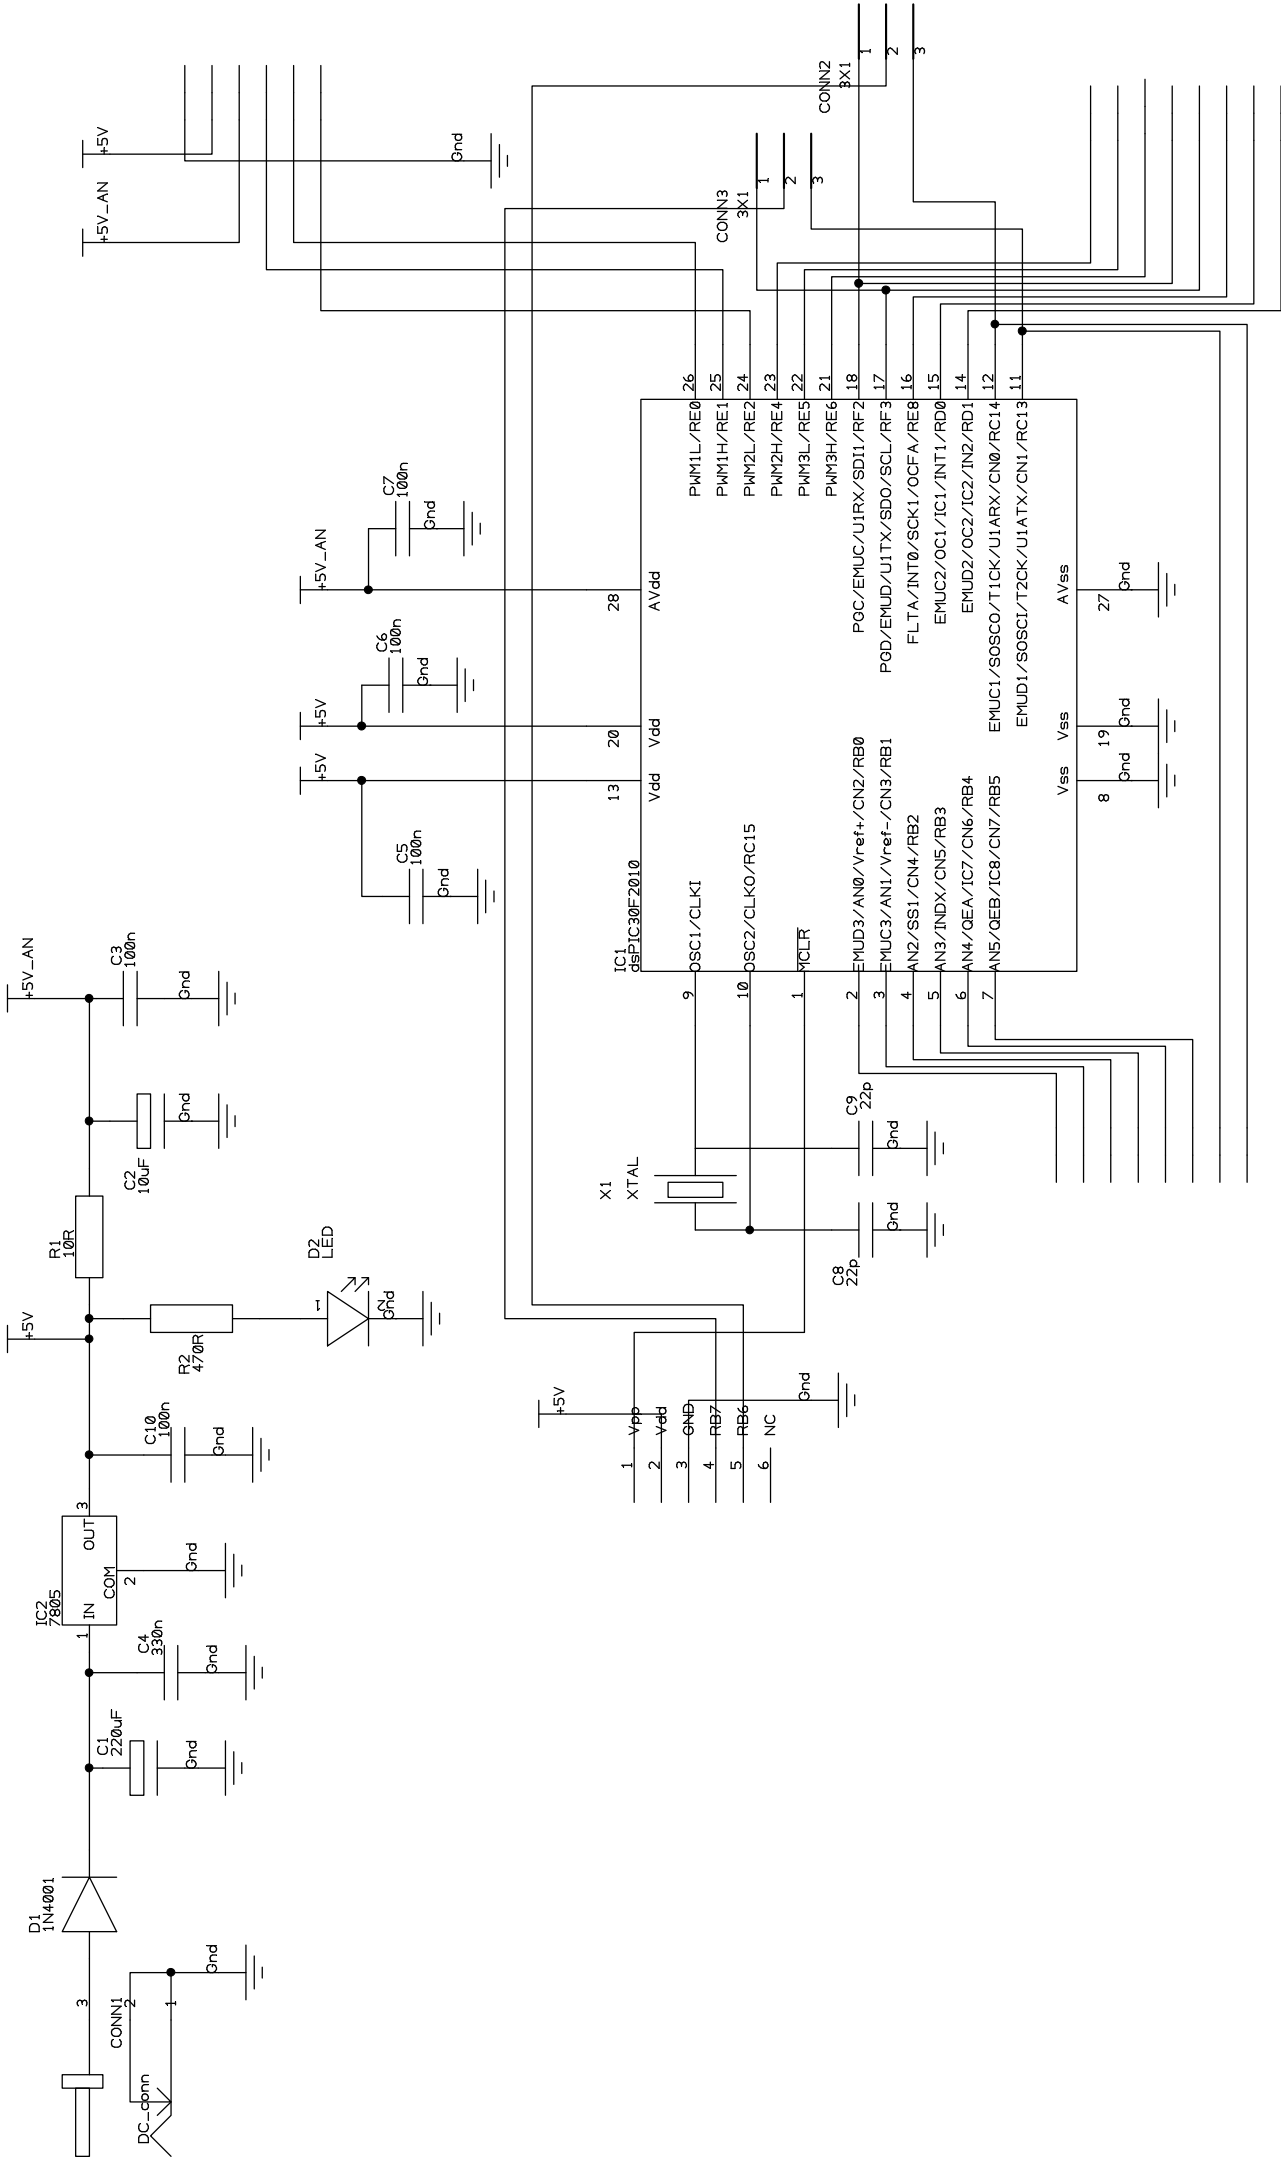 DC_conn
CONN1
1
2
3
Gnd
D1
1N4001
C1
220uF
Gnd
C4
330n
Gnd
IC2
7805
1
IN
COM
2
OUT
3
Gnd
C10
100n
Gnd
+5V
R2
470R
D2
LED
1
2
Gnd
R1
10R
C2
10uF
Gnd
+5V_AN
C3
100n
Gnd
+5V
1
Vpp
2
Vdd
3
GND
4
RB7
5
RB6
6
NC
Gnd
X1
XTAL
C8
22p
Gnd
C9
22p
Gnd
IC1
dsPIC30F2010
9
OSC1/CLKI
10
OSC2/CLKO/RC15
1
MCLR
2
EMUD3/AN0/Vref+/CN2/RB0
3
EMUC3/AN1/Vref-/CN3/RB1
4
AN2/SS1/CN4/RB2
5
AN3/INDX/CN5/RB3
6
AN4/QEA/IC7/CN6/RB4
7
AN5/QEB/IC8/CN7/RB5
13
Vdd
20
Vdd
28
AVdd
8
Vss
19
Vss
27
AVss
Gnd
Gnd
Gnd
+5V
C5
100n
Gnd
+5V
C6
100n
Gnd
+5V_AN
C7
100n
Gnd
PWM1L/RE0
26
PWM1H/RE1
25
PWM2L/RE2
24
PWM2H/RE4
23
PWM3L/RE5
22
PWM3H/RE6
21
PGC/EMUC/U1RX/SDI1/RF2
18
PGD/EMUD/U1TX/SDO/SCL/RF3
17
FLTA/INT0/SCK1/OCFA/RE8
16
EMUC2/OC1/IC1/INT1/RD0
15
EMUD2/OC2/IC2/IN2/RD1
14
EMUC1/SOSCO/T1CK/U1ARX/CN0/RC14
12
EMUD1/SOSCI/T2CK/U1ATX/CN1/RC13
11
+5V_AN
+5V
Gnd
CONN3
3X1
1
2
3
CONN2
3X1
1
2
3